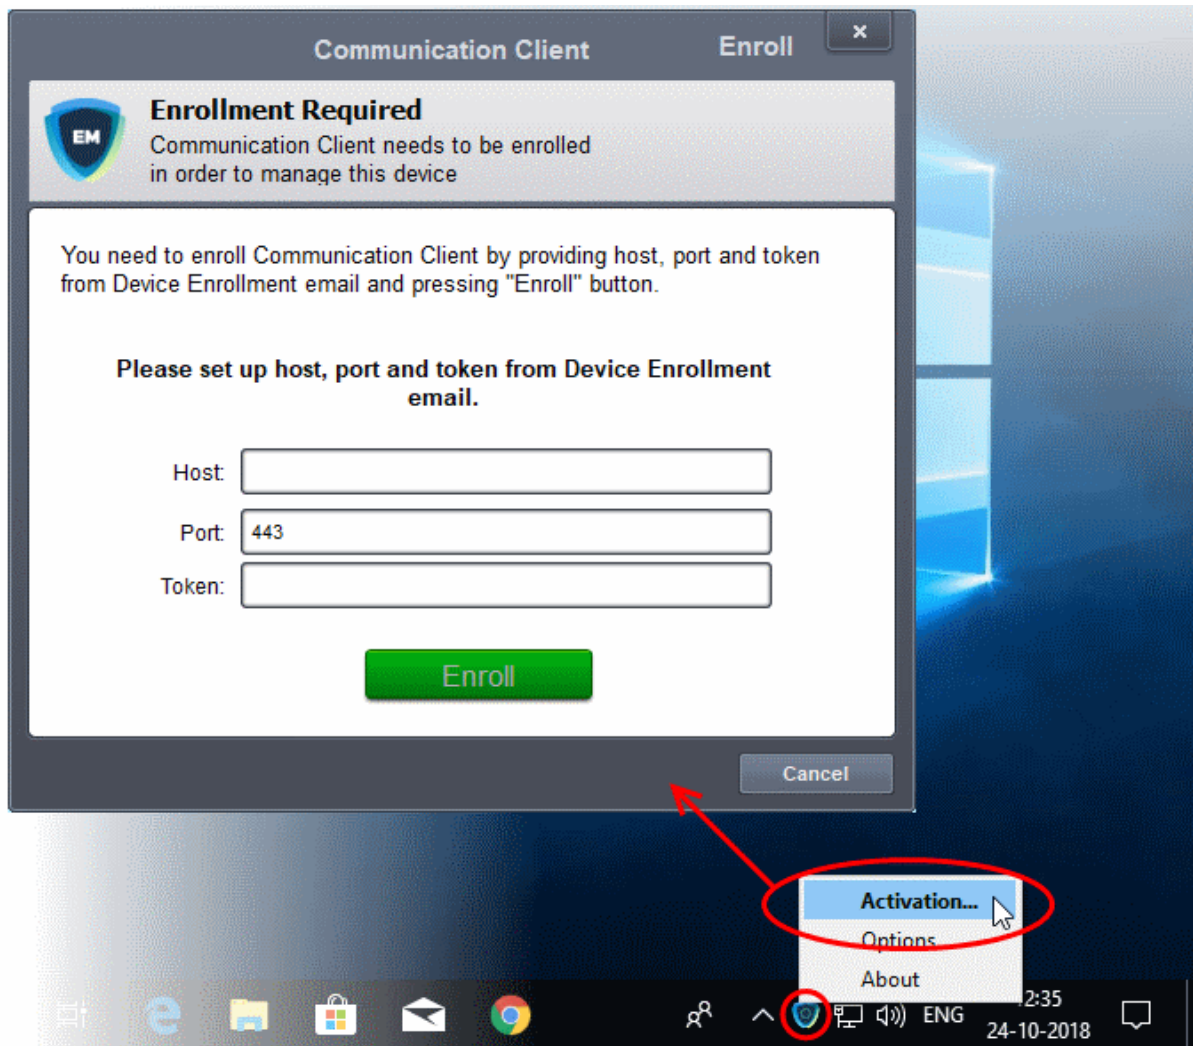 Communication Client
Enroll
×
EM
Enrollment Required
Communication Client needs to be enrolled
in order to manage this device
You need to enroll Communication Client by providing host, port and token
from Device Enrollment email and pressing "Enroll" button.
Please set up host, port and token from Device Enrollment
email.
Host:
Port: 443
Token:
Enroll
Cancel
Activation...
Options
About
ENG
2:35
24-10-2018